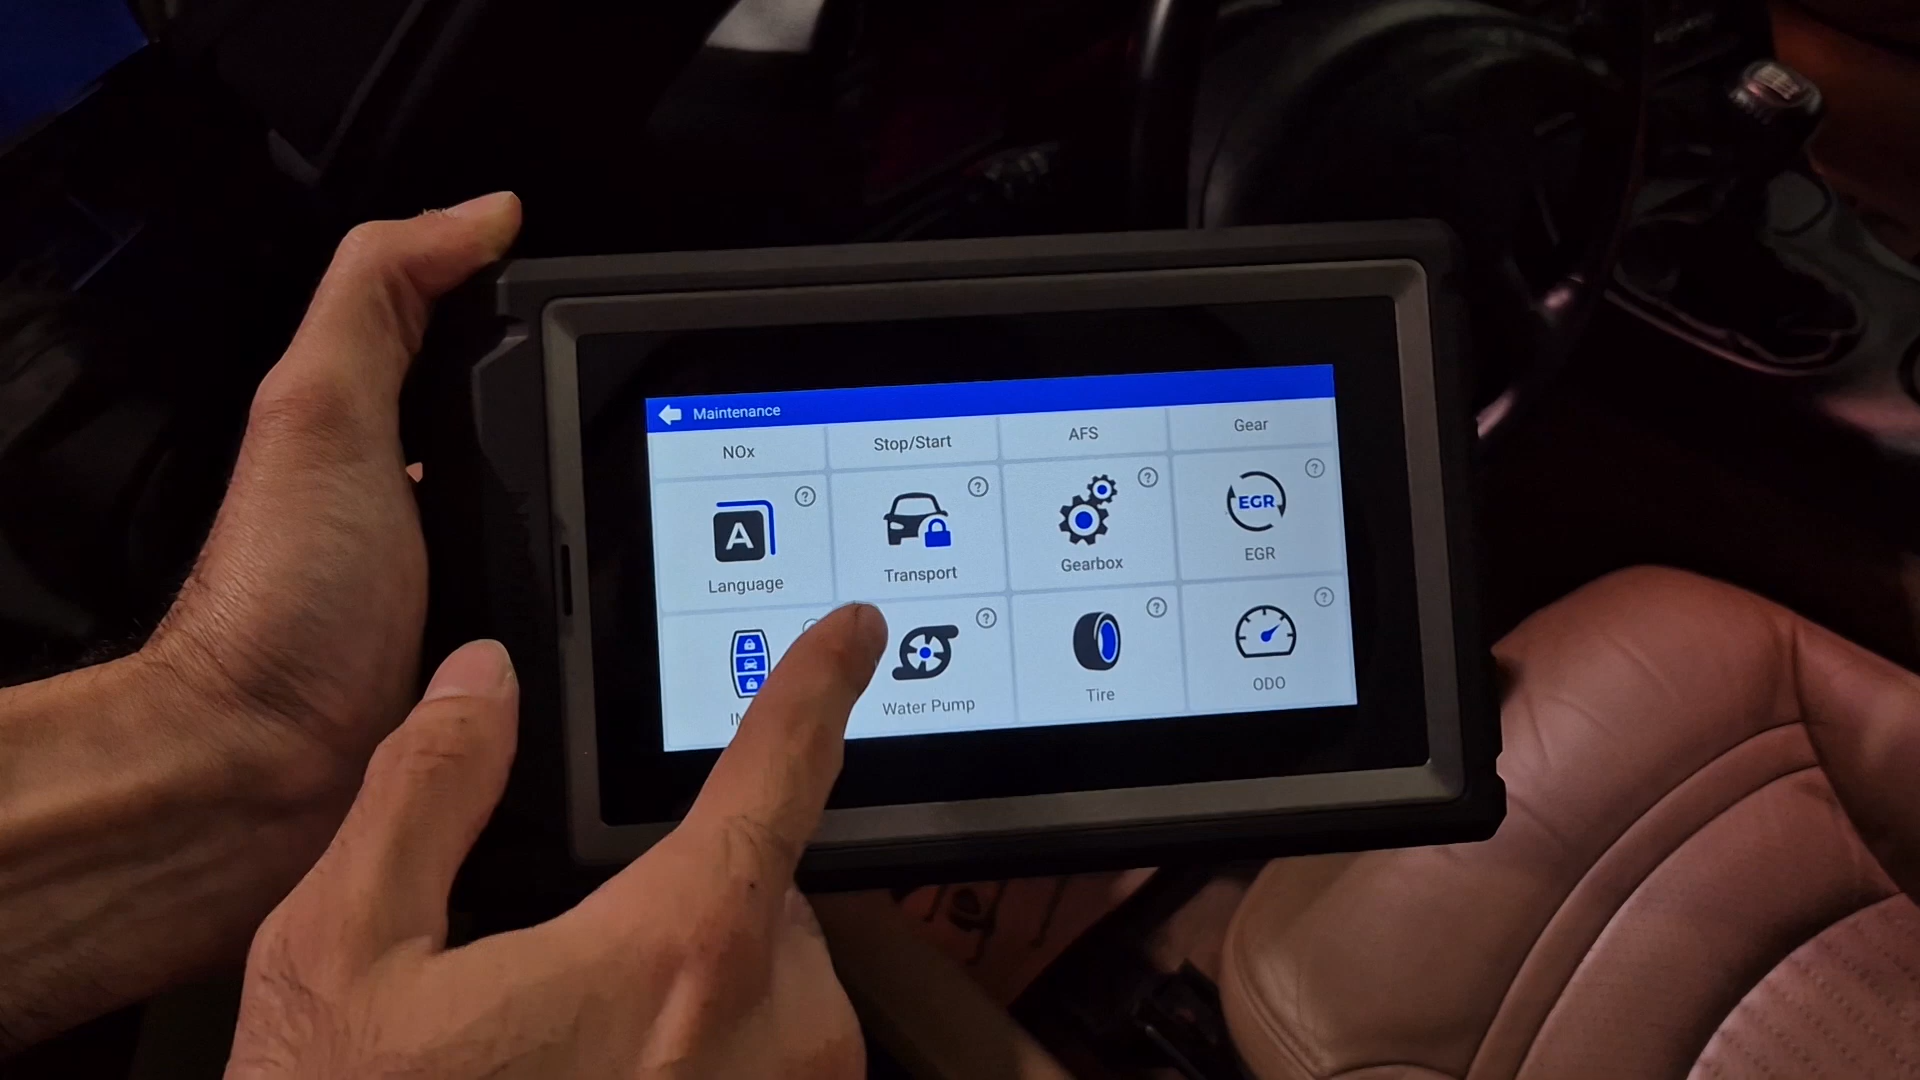 Maintenance
NOx
Stop/Start
AFS
Gear
A
Language
Transport
Gearbox
EGR
EGR
Water Pump
Tire
ODO